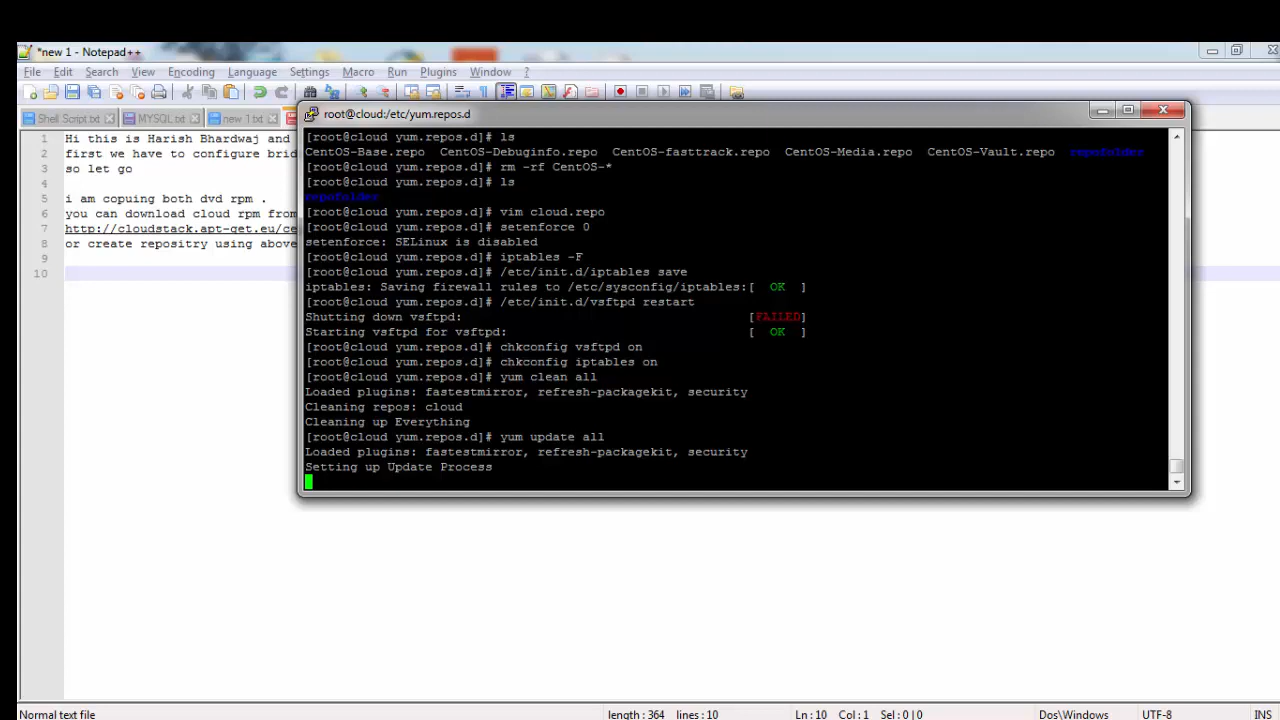 *new 1 - Notepad++
File Edit Search View Encoding Language Settings Macro Run Plugins Window ?
Shell Script.txt MYSQL.txt new 1.txt
1 Hi this is Harish Bhardwaj and
2 first we have to configure brid
3 so let go
4
5 i am copuing both dvd rpm .
6 you can download cloud rpm from
7 http://cloudstack.apt-get.eu/ce
8 or create repositry using above
9
10
root@cloud:/etc/yum.repos.d
[root@cloud yum.repos.d]# ls
CentOS-Base.repo CentOS-Debuginfo.repo CentOS-fasttrack.repo CentOS-Media.repo CentOS-Vault.repo repofolder
[root@cloud yum.repos.d]# rm -rf CentOS-*
[root@cloud yum.repos.d]# ls
repofolder
[root@cloud yum.repos.d]# vim cloud.repo
[root@cloud yum.repos.d]# setenforce 0
setenforce: SELinux is disabled
[root@cloud yum.repos.d]# iptables -F
[root@cloud yum.repos.d]# /etc/init.d/iptables save
iptables: Saving firewall rules to /etc/sysconfig/iptables:[ OK ]
[root@cloud yum.repos.d]# /etc/init.d/vsftpd restart
Shutting down vsftpd: [FAILED]
Starting vsftpd for vsftpd: [ OK ]
[root@cloud yum.repos.d]# chkconfig vsftpd on
[root@cloud yum.repos.d]# chkconfig iptables on
[root@cloud yum.repos.d]# yum clean all
Loaded plugins: fastestmirror, refresh-packagekit, security
Cleaning repos: cloud
Cleaning up Everything
[root@cloud yum.repos.d]# yum update all
Loaded plugins: fastestmirror, refresh-packagekit, security
Setting up Update Process
Normal text file length : 364 lines : 10 Ln : 10 Col : 1 Sel : 0 | 0 Dos\Windows UTF-8 INS